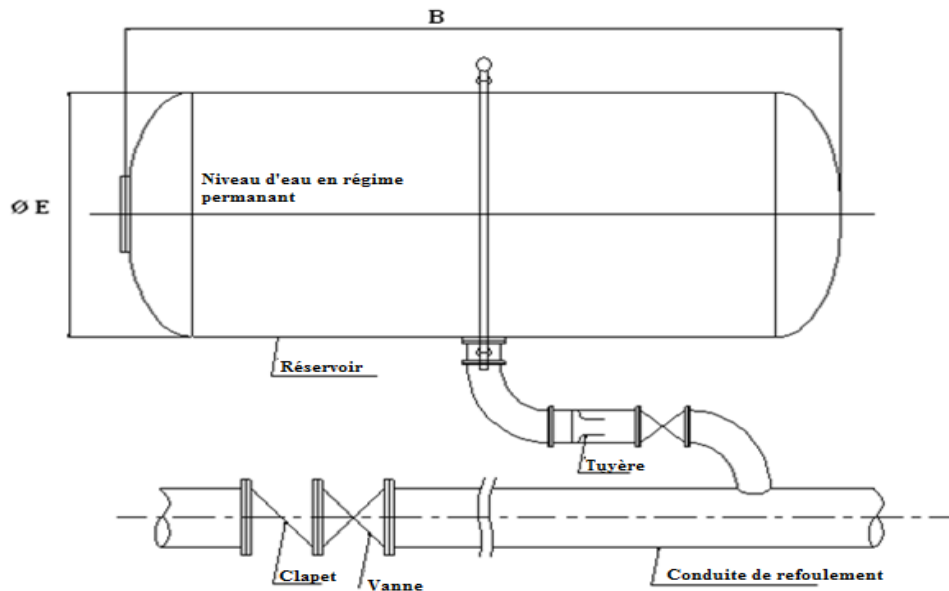 B
Ø E
Niveau d'eau en régime
permanant
Réservoir
Tuyère
Clapet
Vanne
Conduite de refoulement